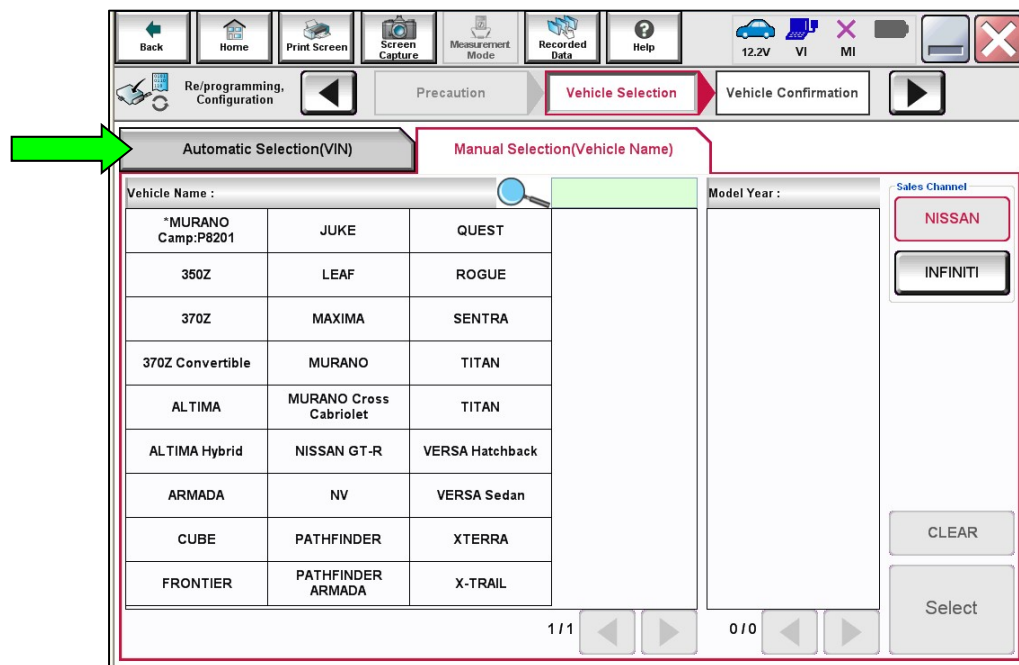 Back
Home
Print Screen
Screen
Capture
Measurement
Mode
Recorded
Data
Help
12.2V
VI
MI
Re/programming,
Configuration
Precaution
Vehicle Selection
Vehicle Confirmation
Automatic Selection(VIN)
Manual Selection(Vehicle Name)
Vehicle Name :
Model Year :
Sales Channel
*MURANO
Camp:P8201
JUKE
QUEST
NISSAN
350Z
LEAF
ROGUE
INFINITI
370Z
MAXIMA
SENTRA
370Z Convertible
MURANO
TITAN
ALTIMA
MURANO Cross
Cabriolet
TITAN
ALTIMA Hybrid
NISSAN GT-R
VERSA Hatchback
ARMADA
NV
VERSA Sedan
CUBE
PATHFINDER
XTERRA
CLEAR
FRONTIER
PATHFINDER
ARMADA
X-TRAIL
Select
1/1
0/0